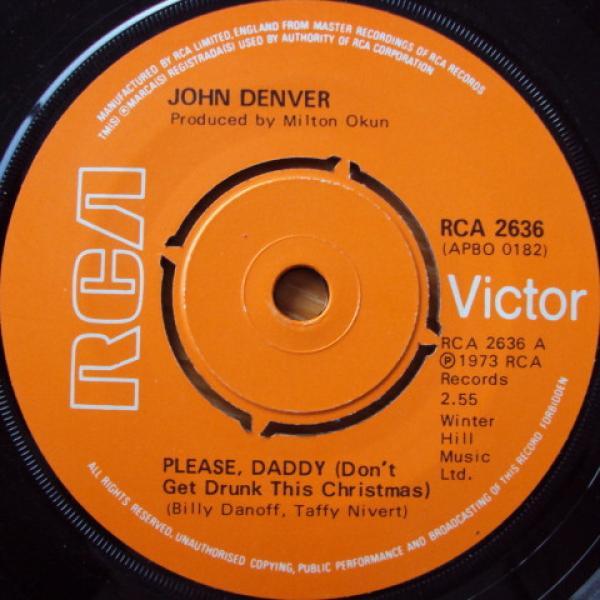 MANUFACTURED BY RCA LIMITED, ENGLAND FROM MASTER RECORDINGS OF RCA RECORDS
TM(S) ® MARCA(S) REGISTRADA(S) USED BY AUTHORITY OF RCA CORPORATION
JOHN DENVER
Produced by Milton Okun
RCA
RCA 2636
(APBO 0182)
Victor
RCA 2636 A
Ⓟ1973 RCA
Records
2.55
Winter
Hill
Music
Ltd.
PLEASE, DADDY (Don't
Get Drunk This Christmas)
(Billy Danoff, Taffy Nivert)
ALL RIGHTS RESERVED, UNAUTHORISED COPYING, PUBLIC PERFORMANCE AND BROADCASTING OF THIS RECORD FORBIDDEN